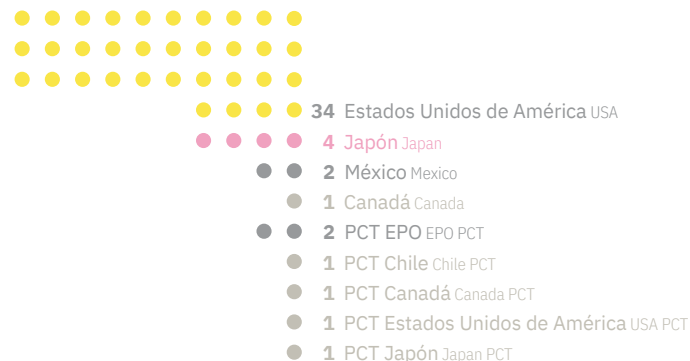 34 Estados Unidos de América USA
4 Japón Japan
2 México Mexico
1 Canadá Canada
2 PCT EPO EPO PCT
1 PCT Chile Chile PCT
1 PCT Canadá Canada PCT
1 PCT Estados Unidos de América USA PCT
1 PCT Japón Japan PCT